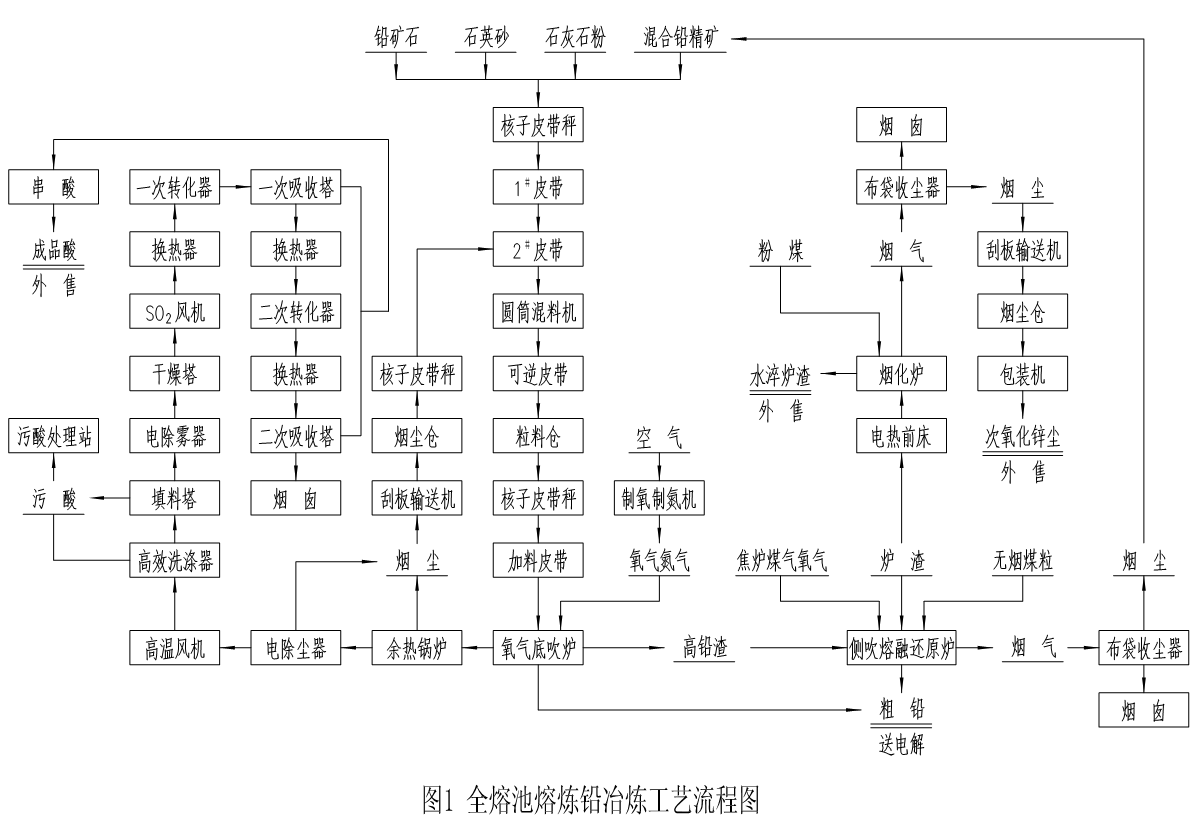 铅矿石 石英砂 石灰石粉 混合铅精矿
核子皮带秤 烟 囱
串 酸 一次转化器 一次吸收塔 1#皮带 布袋收尘器 烟 尘
成品酸 换热器 换热器 2#皮带 粉 煤 烟 气 刮板输送机
外 售
SO2风机 二次转化器 圆筒混料机 烟尘仓
干燥塔 换热器 核子皮带秤 可逆皮带 水淬炉渣 烟化炉 包装机
外 售
污酸处理站 电除雾器 二次吸收塔 烟尘仓 粒料仓 空 气 电热前床 次氧化锌尘
外 售
污 酸 填料塔 烟 囱 刮板输送机 核子皮带秤 制氧制氮机
高效洗涤器 烟 尘 加料皮带 氧气氮气 焦炉煤气氧气 炉 渣 无烟煤粒 烟 尘
高温风机 电除尘器 余热锅炉 氧气底吹炉 高铅渣 侧吹熔融还原炉 烟 气 布袋收尘器
粗 铅 烟 囱
送电解
图1 全熔池熔炼铅冶炼工艺流程图